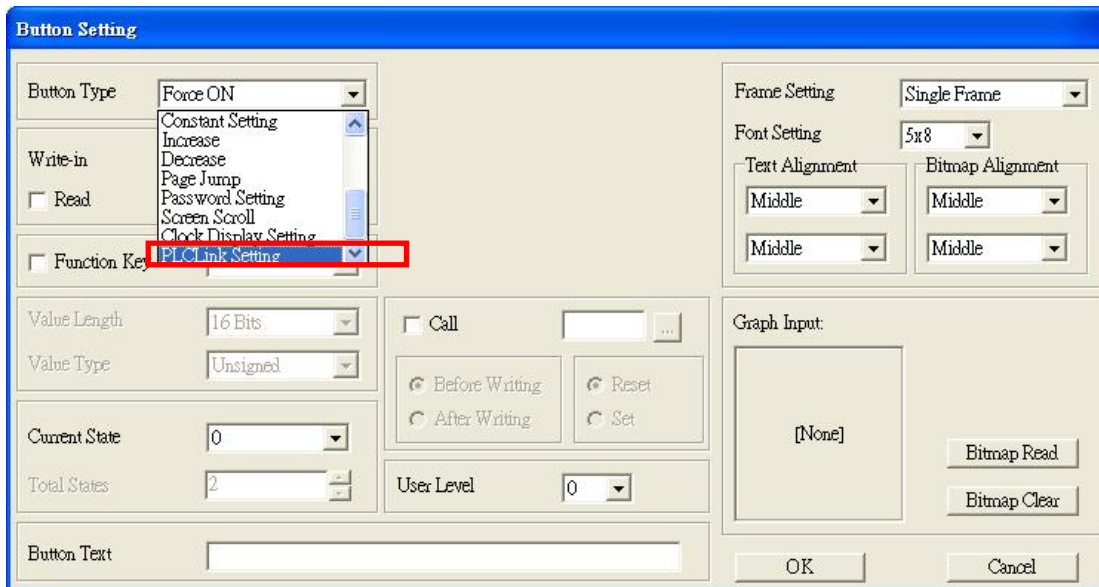 Button Setting
Button Type
Force ON
Constant Setting
Increase
Decrease
Page Jump
Password Setting
Screen Scroll
Clock Display Setting
PLCLink Setting
Write-in
Read
Function Key
Value Length
16 Bits
Value Type
Unsigned
Current State
0
Total States
2
Button Text
Call
...
Before Writing
After Writing
Reset
Set
User Level
0
Frame Setting
Single Frame
Font Setting
5x8
Text Alignment
Middle
Middle
Bitmap Alignment
Middle
Middle
Graph Input:
[None]
Bitmap Read
Bitmap Clear
OK
Cancel